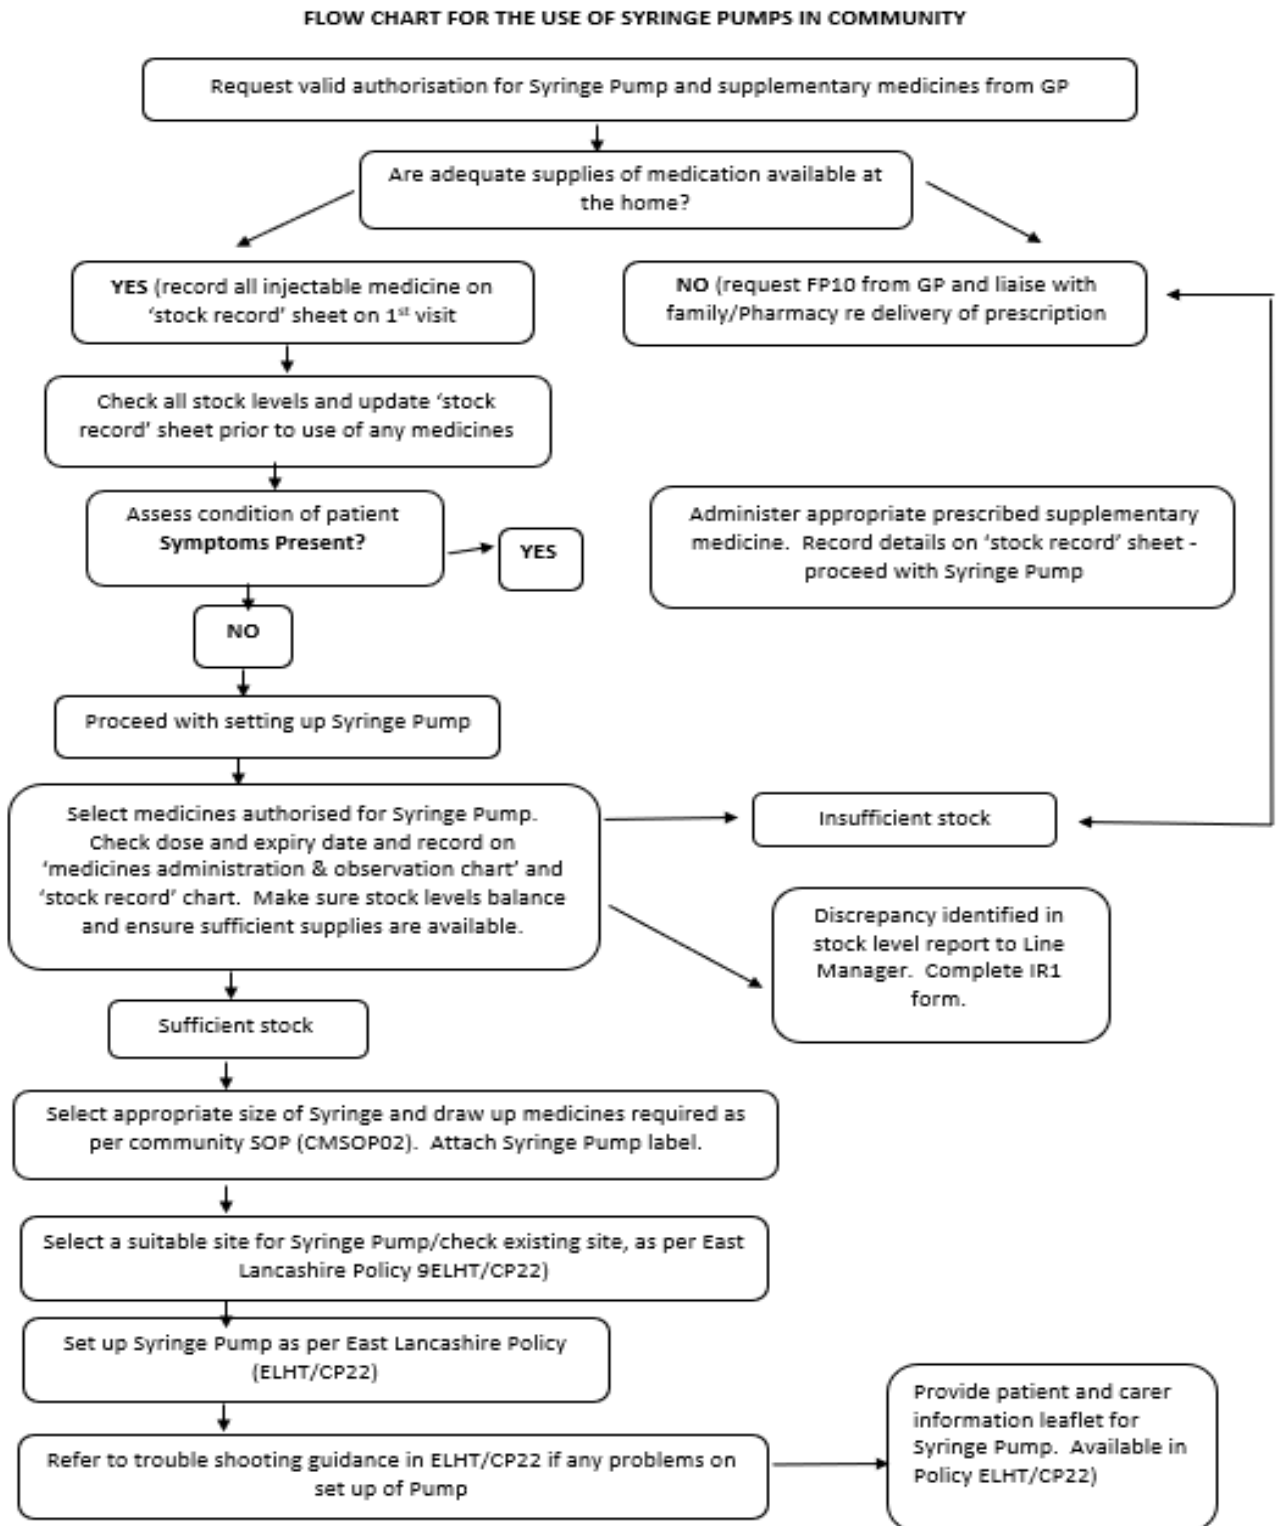 FLOW CHART FOR THE USE OF SYRINGE PUMPS IN COMMUNITY
Request valid authorisation for Syringe Pump and supplementary medicines from GP
Are adequate supplies of medication available at
the home?
YES (record all injectable medicine on
‘stock record’ sheet on 1st visit
NO (request FP10 from GP and liaise with
family/Pharmacy re delivery of prescription
Check all stock levels and update ‘stock
record’ sheet prior to use of any medicines
Assess condition of patient
Symptoms Present?
YES
Administer appropriate prescribed supplementary
medicine. Record details on ‘stock record’ sheet -
proceed with Syringe Pump
NO
Proceed with setting up Syringe Pump
Select medicines authorised for Syringe Pump.
Check dose and expiry date and record on
‘medicines administration & observation chart’ and
‘stock record’ chart. Make sure stock levels balance
and ensure sufficient supplies are available.
Insufficient stock
Discrepancy identified in
stock level report to Line
Manager. Complete IR1
form.
Sufficient stock
Select appropriate size of Syringe and draw up medicines required as
per community SOP (CMSOP02). Attach Syringe Pump label.
Select a suitable site for Syringe Pump/check existing site, as per East
Lancashire Policy 9ELHT/CP22)
Set up Syringe Pump as per East Lancashire Policy
(ELHT/CP22)
Refer to trouble shooting guidance in ELHT/CP22 if any problems on
set up of Pump
Provide patient and carer
information leaflet for
Syringe Pump. Available in
Policy ELHT/CP22)